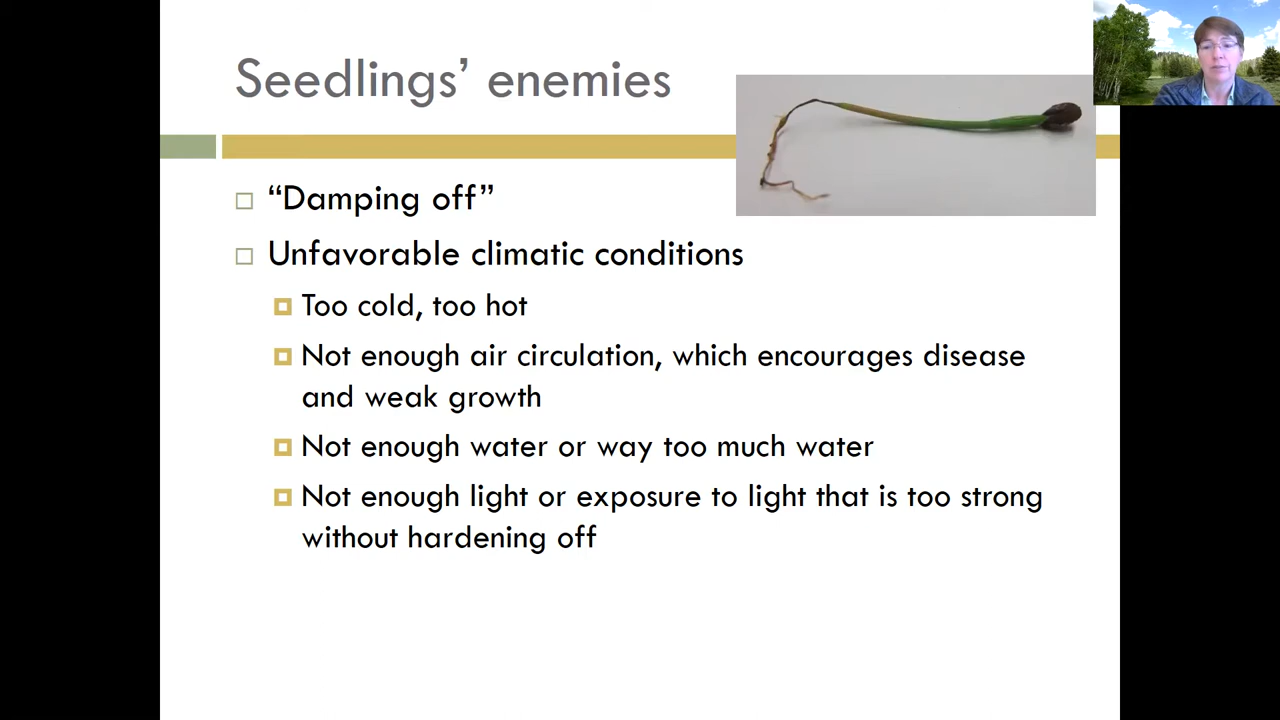 Seedlings’ enemies
“Damping off”
Unfavorable climatic conditions
Too cold, too hot
Not enough air circulation, which encourages disease
and weak growth
Not enough water or way too much water
Not enough light or exposure to light that is too strong
without hardening off